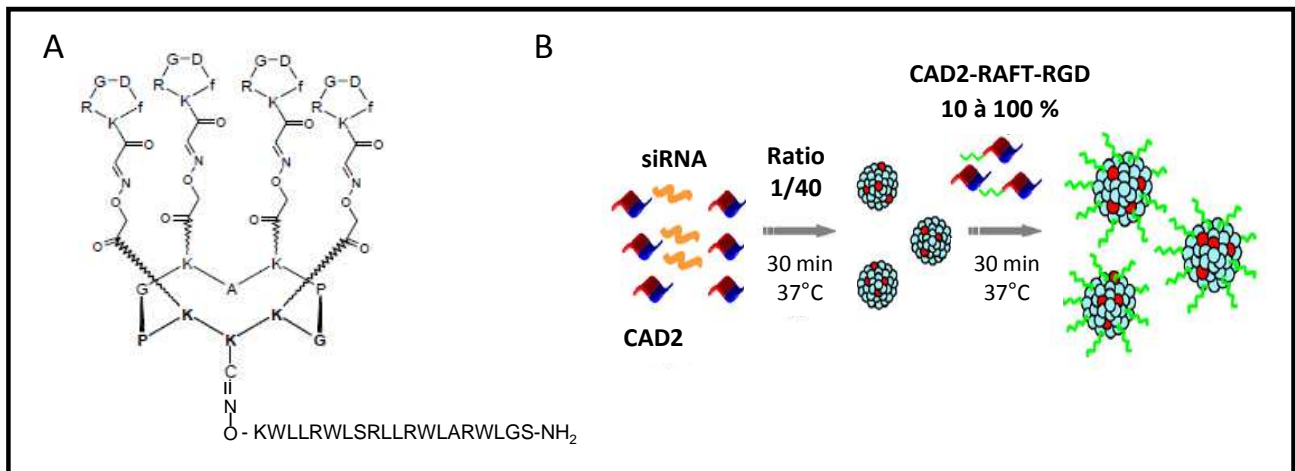 A
G D
R f
K
O
N
O
O
G D
R f
K
O
N
O
O
G D
R f
K
O
N
O
O
G D
R f
K
O
N
O
O
K K
G A P
K K
P K G
C
N
O - KWLLRWLSRLLRWLARWLGS-NH2
B
CAD2-RAFT-RGD
10 à 100 %
siRNA
Ratio
1/40
30 min
37°C
30 min
37°C
CAD2